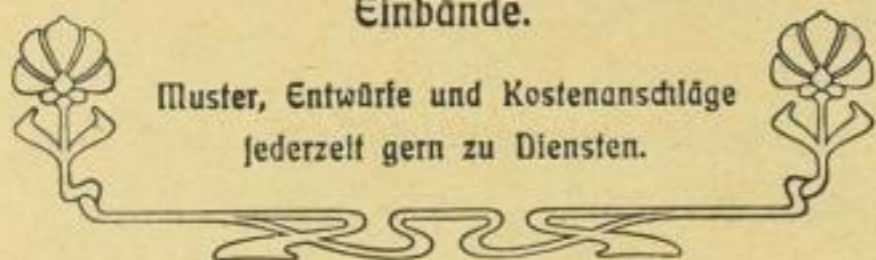 Einbände.
Muster, Entwürfe und Kostenanschläge
jederzeit gern zu Diensten.